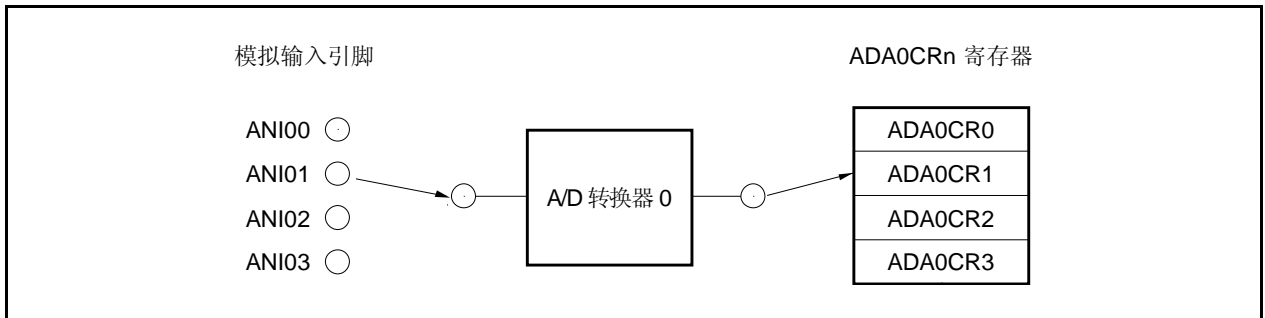 模拟输入引脚
ADA0CRn 寄存器
ANI00
ANI01
ANI02
ANI03
A/D 转换器 0
ADA0CR0
ADA0CR1
ADA0CR2
ADA0CR3